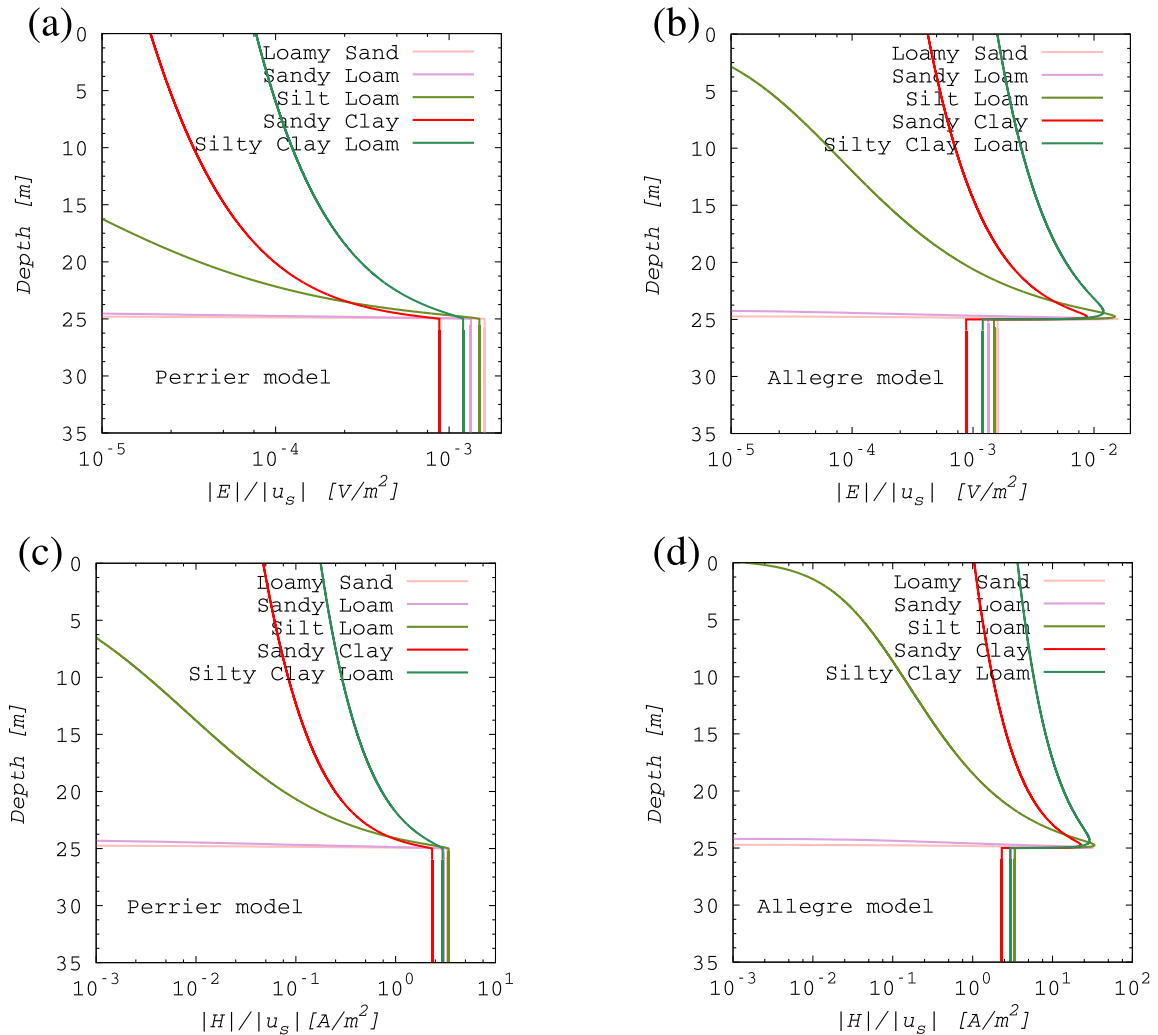 (a)
0
5
10
15
20
25
30
35
Depth [m]
Loamy Sand
Sandy Loam
Silt Loam
Sandy Clay
Silty Clay Loam
Perrier model
10^-5 10^-4 10^-3
|E|/|u_s| [V/m^2]
(b)
0
5
10
15
20
25
30
35
Depth [m]
Loamy Sand
Sandy Loam
Silt Loam
Sandy Clay
Silty Clay Loam
Allegre model
10^-5 10^-4 10^-3 10^-2
|E|/|u_s| [V/m^2]
(c)
0
5
10
15
20
25
30
35
Depth [m]
Loamy Sand
Sandy Loam
Silt Loam
Sandy Clay
Silty Clay Loam
Perrier model
10^-3 10^-2 10^-1 10^0 10^1
|H|/|u_s| [A/m^2]
(d)
0
5
10
15
20
25
30
35
Depth [m]
Loamy Sand
Sandy Loam
Silt Loam
Sandy Clay
Silty Clay Loam
Allegre model
10^-3 10^-2 10^-1 10^0 10^1 10^2
|H|/|u_s| [A/m^2]